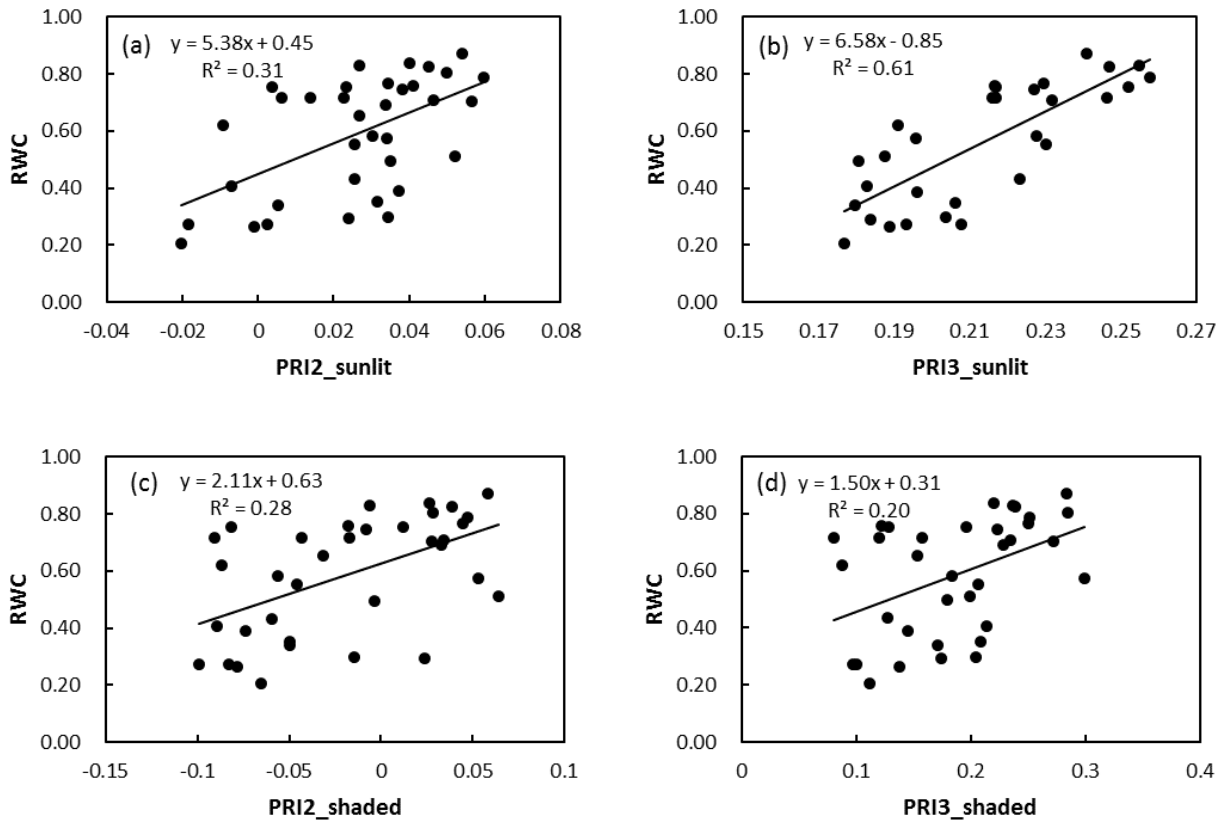 (a)
y = 5.38x + 0.45
R² = 0.31
RWC
1.00
0.80
0.60
0.40
0.20
0.00
-0.04 -0.02 0 0.02 0.04 0.06 0.08
PRI2_sunlit
(b)
y = 6.58x - 0.85
R² = 0.61
RWC
1.00
0.80
0.60
0.40
0.20
0.00
0.15 0.17 0.19 0.21 0.23 0.25 0.27
PRI3_sunlit
(c)
y = 2.11x + 0.63
R² = 0.28
RWC
1.00
0.80
0.60
0.40
0.20
0.00
-0.15 -0.1 -0.05 0 0.05 0.1
PRI2_shaded
(d)
y = 1.50x + 0.31
R² = 0.20
RWC
1.00
0.80
0.60
0.40
0.20
0.00
0 0.1 0.2 0.3 0.4
PRI3_shaded